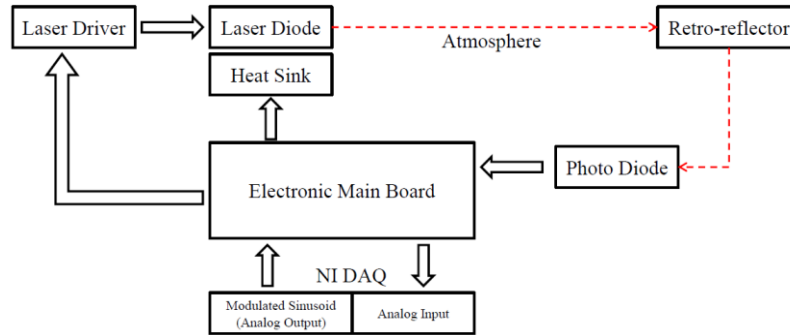 Laser Driver
Laser Diode
Retro-reflector
Atmosphere
Heat Sink
Electronic Main Board
Photo Diode
NI DAQ
Modulated Sinusoid
(Analog Output)
Analog Input